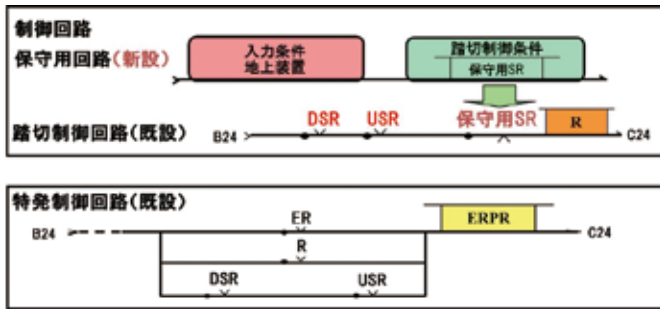 制御回路
保守用回路(新設)
入力条件
地上装置
踏切制御条件
保守用SR
踏切制御回路(既設)
B24
DSR
USR
保守用SR
R
C24
特発制御回路(既設)
B24
ER
ERPR
C24
R
DSR
USR